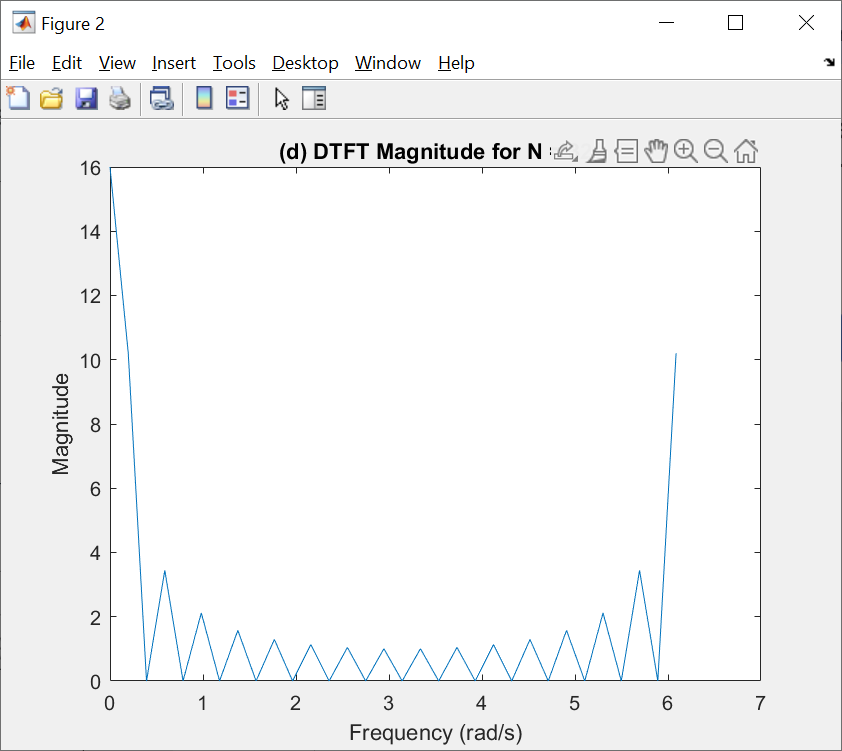 Figure 2
File Edit View Insert Tools Desktop Window Help
(d) DTFT Magnitude for N
16
14
12
10
8
6
4
2
0
Magnitude
0 1 2 3 4 5 6 7
Frequency (rad/s)